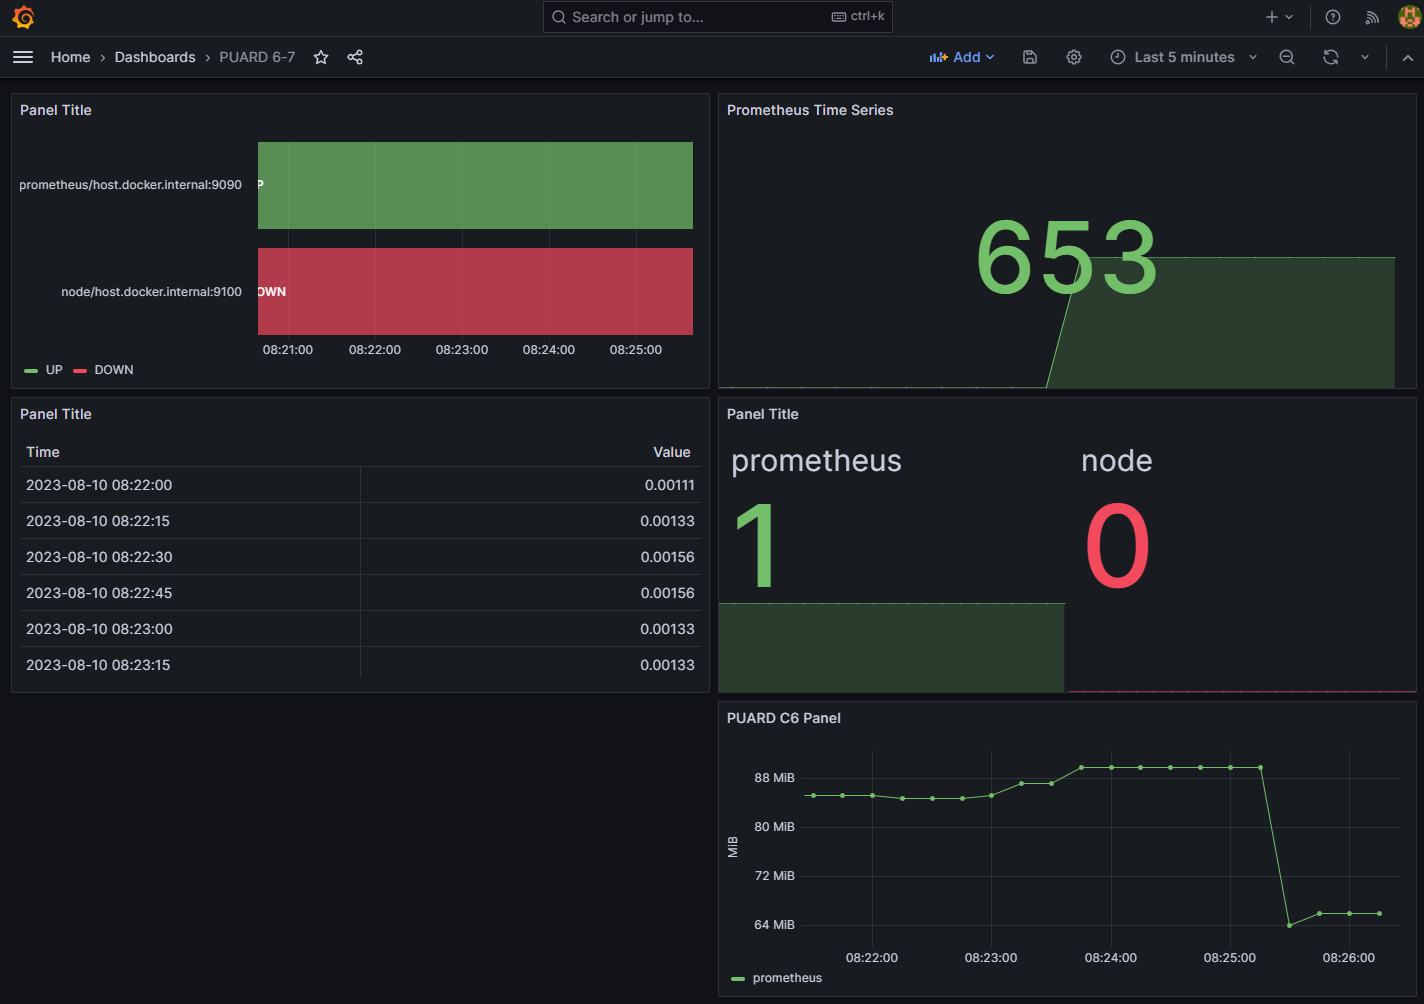 Search or jump to... ctrl+k
Home › Dashboards › PUARD 6-7
Add
Last 5 minutes
Panel Title
prometheus/host.docker.internal:9090
P
node/host.docker.internal:9100
OWN
08:21:00 08:22:00 08:23:00 08:24:00 08:25:00
UP DOWN
Prometheus Time Series
653
Panel Title
Time Value
2023-08-10 08:22:00 0.00111
2023-08-10 08:22:15 0.00133
2023-08-10 08:22:30 0.00156
2023-08-10 08:22:45 0.00156
2023-08-10 08:23:00 0.00133
2023-08-10 08:23:15 0.00133
Panel Title
prometheus node
1 0
PUARD C6 Panel
88 MiB
80 MiB
MiB
72 MiB
64 MiB
08:22:00 08:23:00 08:24:00 08:25:00 08:26:00
prometheus